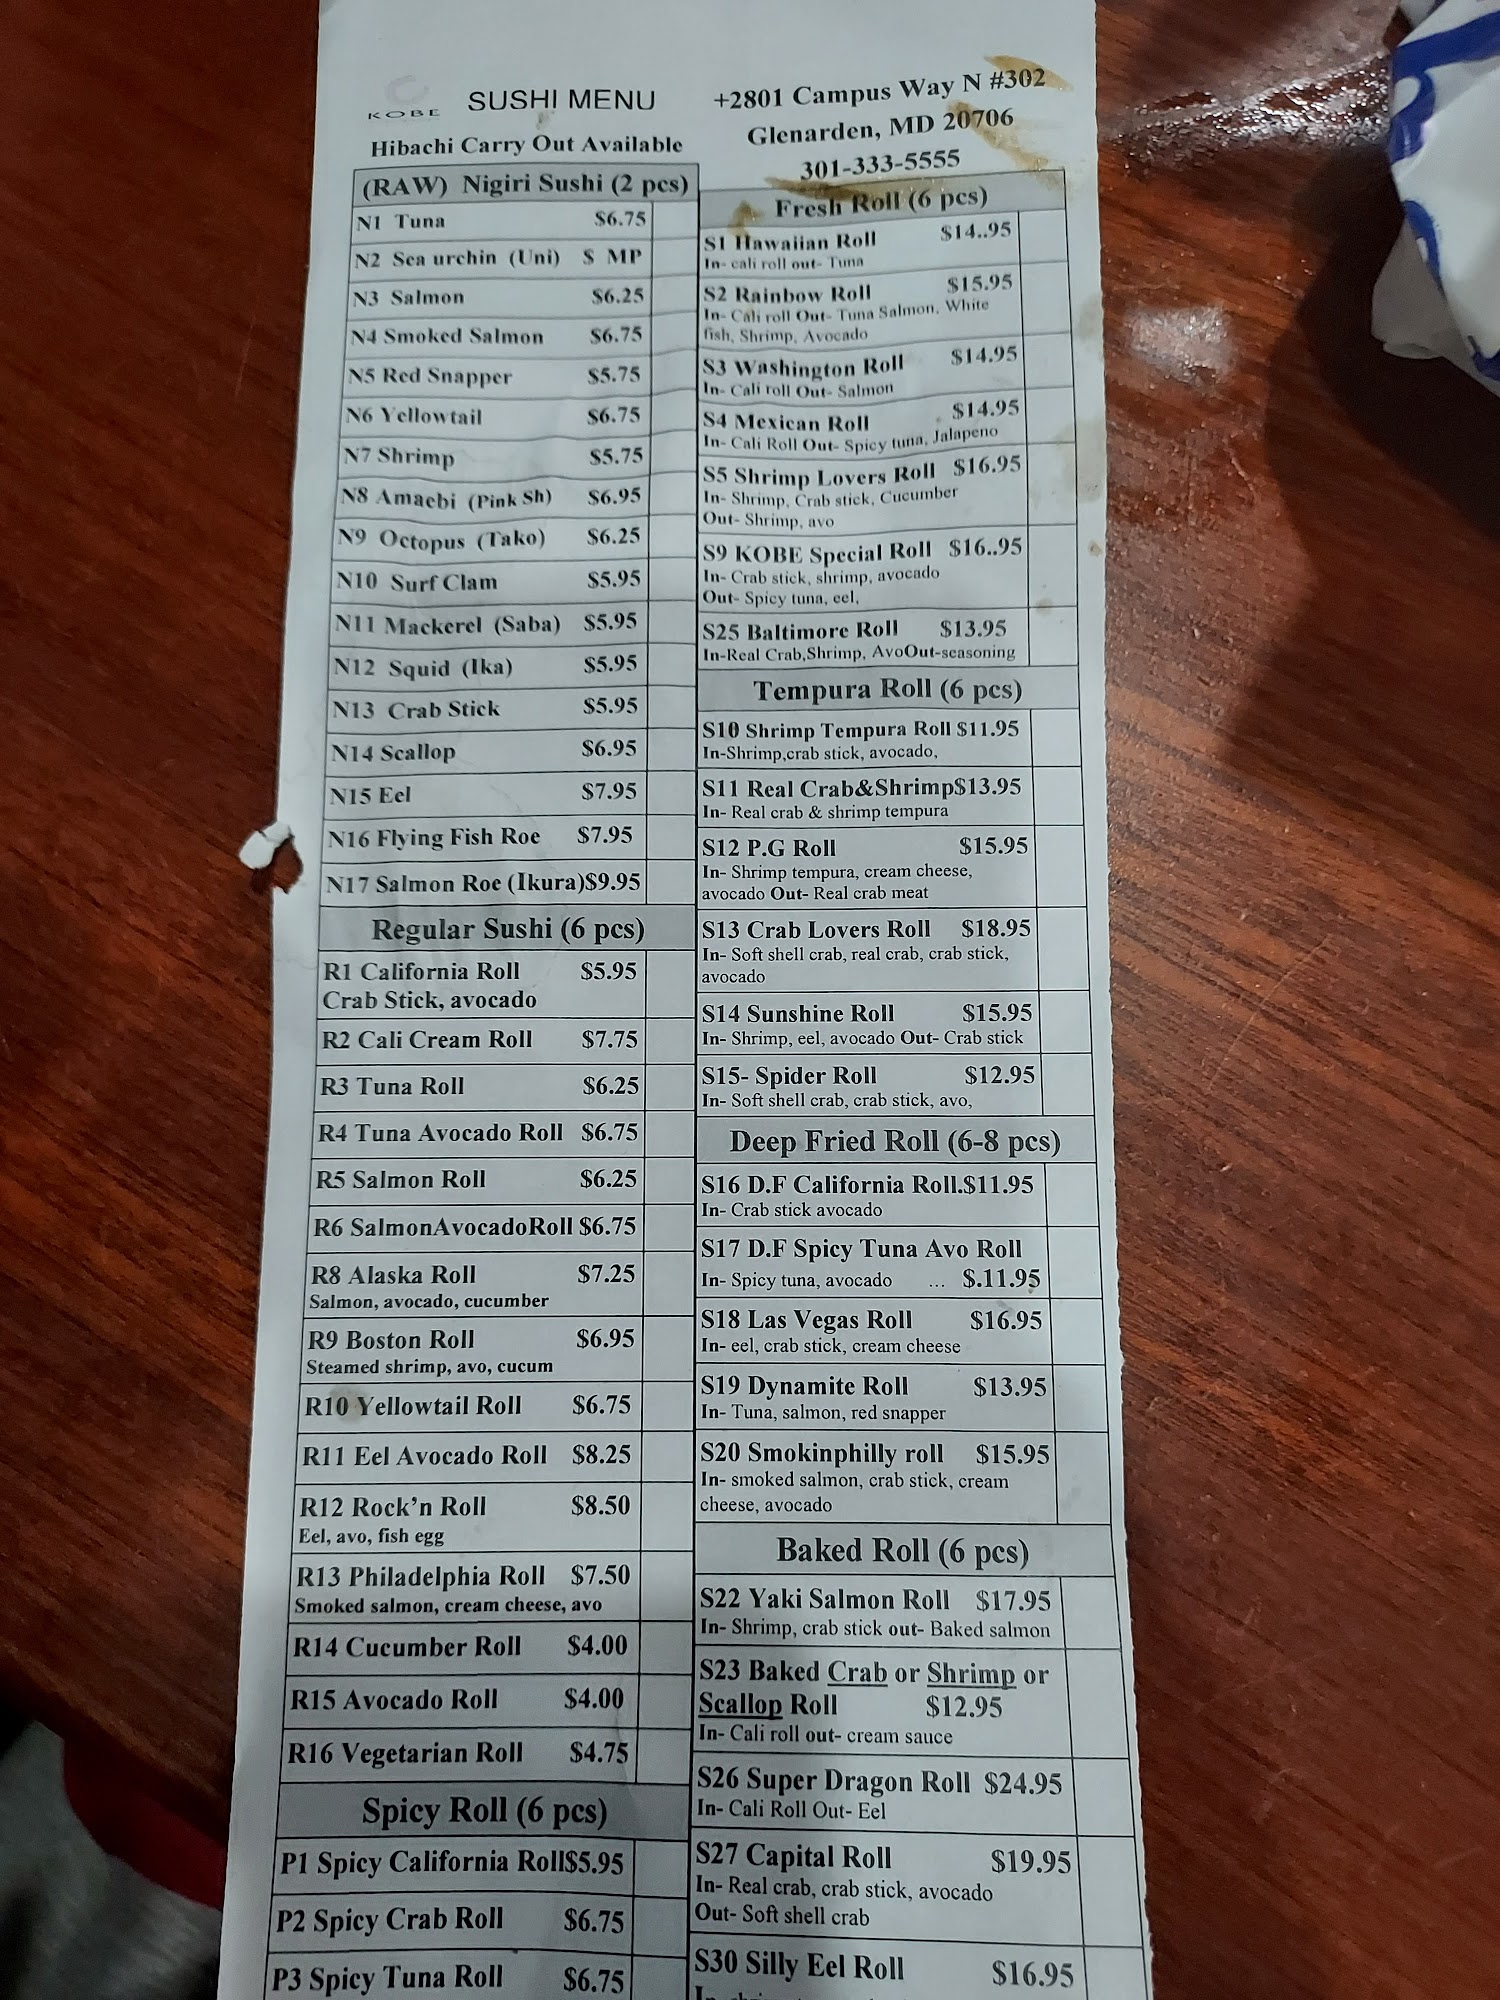 KOBE SUSHI MENU
Hibachi Carry Out Available
+2801 Campus Way N #302
Glenarden, MD 20706
301-333-5555
(RAW) Nigiri Sushi (2 pcs)
N1 Tuna $6.75
N2 Sea urchin (Uni) $ MP
N3 Salmon $6.25
N4 Smoked Salmon $6.75
N5 Red Snapper $5.75
N6 Yellowtail $6.75
N7 Shrimp $5.75
N8 Amaebi (Pink Sh) $6.95
N9 Octopus (Tako) $6.25
N10 Surf Clam $5.95
N11 Mackerel (Saba) $5.95
N12 Squid (Ika) $5.95
N13 Crab Stick $5.95
N14 Scallop $6.95
N15 Eel $7.95
N16 Flying Fish Roe $7.95
N17 Salmon Roe (Ikura)$9.95
Regular Sushi (6 pcs)
R1 California Roll $5.95
Crab Stick, avocado
R2 Cali Cream Roll $7.75
R3 Tuna Roll $6.25
R4 Tuna Avocado Roll $6.75
R5 Salmon Roll $6.25
R6 SalmonAvocadoRoll $6.75
R8 Alaska Roll $7.25
Salmon, avocado, cucumber
R9 Boston Roll $6.95
Steamed shrimp, avo, cucum
R10 Yellowtail Roll $6.75
R11 Eel Avocado Roll $8.25
R12 Rock'n Roll $8.50
Eel, avo, fish egg
R13 Philadelphia Roll $7.50
Smoked salmon, cream cheese, avo
R14 Cucumber Roll $4.00
R15 Avocado Roll $4.00
R16 Vegetarian Roll $4.75
Spicy Roll (6 pcs)
P1 Spicy California Roll$5.95
P2 Spicy Crab Roll $6.75
P3 Spicy Tuna Roll $6.75
Fresh Roll (6 pcs)
S1 Hawaiian Roll $14..95
In- cali roll out- Tuna
S2 Rainbow Roll $15.95
In- Cali roll Out- Tuna Salmon, White
fish, Shrimp, Avocado
S3 Washington Roll $14.95
In- Cali roll Out- Salmon
S4 Mexican Roll $14.95
In- Cali Roll Out- Spicy tuna, Jalapeno
S5 Shrimp Lovers Roll $16.95
In- Shrimp, Crab stick, Cucumber
Out- Shrimp, avo
S9 KOBE Special Roll $16..95
In- Crab stick, shrimp, avocado
Out- Spicy tuna, eel,
S25 Baltimore Roll $13.95
In-Real Crab,Shrimp, AvoOut-seasoning
Tempura Roll (6 pcs)
S10 Shrimp Tempura Roll $11.95
In-Shrimp,crab stick, avocado,
S11 Real Crab&Shrimp$13.95
In- Real crab & shrimp tempura
S12 P.G Roll $15.95
In- Shrimp tempura, cream cheese,
avocado Out- Real crab meat
S13 Crab Lovers Roll $18.95
In- Soft shell crab, real crab, crab stick,
avocado
S14 Sunshine Roll $15.95
In- Shrimp, eel, avocado Out- Crab stick
S15- Spider Roll $12.95
In- Soft shell crab, crab stick, avo,
Deep Fried Roll (6-8 pcs)
S16 D.F California Roll.$11.95
In- Crab stick avocado
S17 D.F Spicy Tuna Avo Roll
In- Spicy tuna, avocado ... $.11.95
S18 Las Vegas Roll $16.95
In- eel, crab stick, cream cheese
S19 Dynamite Roll $13.95
In- Tuna, salmon, red snapper
S20 Smokinphilly roll $15.95
In- smoked salmon, crab stick, cream
cheese, avocado
Baked Roll (6 pcs)
S22 Yaki Salmon Roll $17.95
In- Shrimp, crab stick out- Baked salmon
S23 Baked Crab or Shrimp or
Scallop Roll $12.95
In- Cali roll out- cream sauce
S26 Super Dragon Roll $24.95
In- Cali Roll Out- Eel
S27 Capital Roll $19.95
In- Real crab, crab stick, avocado
Out- Soft shell crab
S30 Silly Eel Roll $16.95